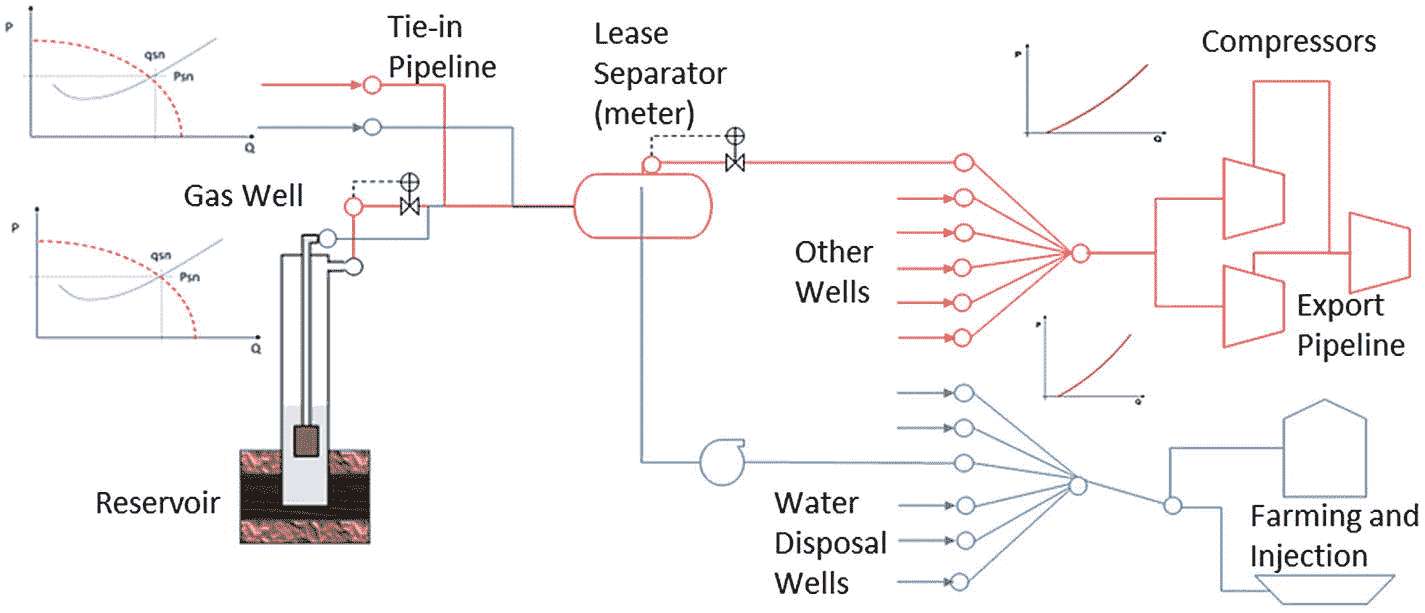 P
qsn
Psn
Q
Tie-in
Pipeline
Lease
Separator
(meter)
P
Q
Compressors
Gas Well
P
qsn
Psn
Q
Other
Wells
P
Q
Export
Pipeline
Reservoir
Water
Disposal
Wells
Farming and
Injection